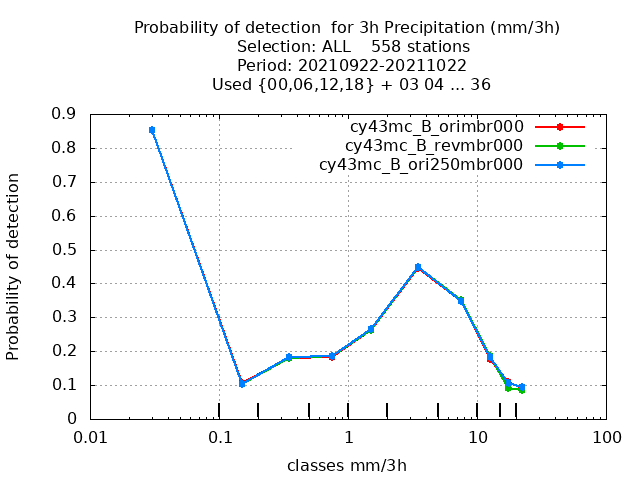 Probability of detection  for 3h Precipitation (mm/3h)
Selection: ALL    558 stations
Period: 20210922-20211022
Used {00,06,12,18} + 03 04 ... 36
cy43mc_B_orimbr000
cy43mc_B_revmbr000
cy43mc_B_ori250mbr000
Probability of detection
0.9
0.8
0.7
0.6
0.5
0.4
0.3
0.2
0.1
0
0.01 0.1 1 10 100
classes mm/3h